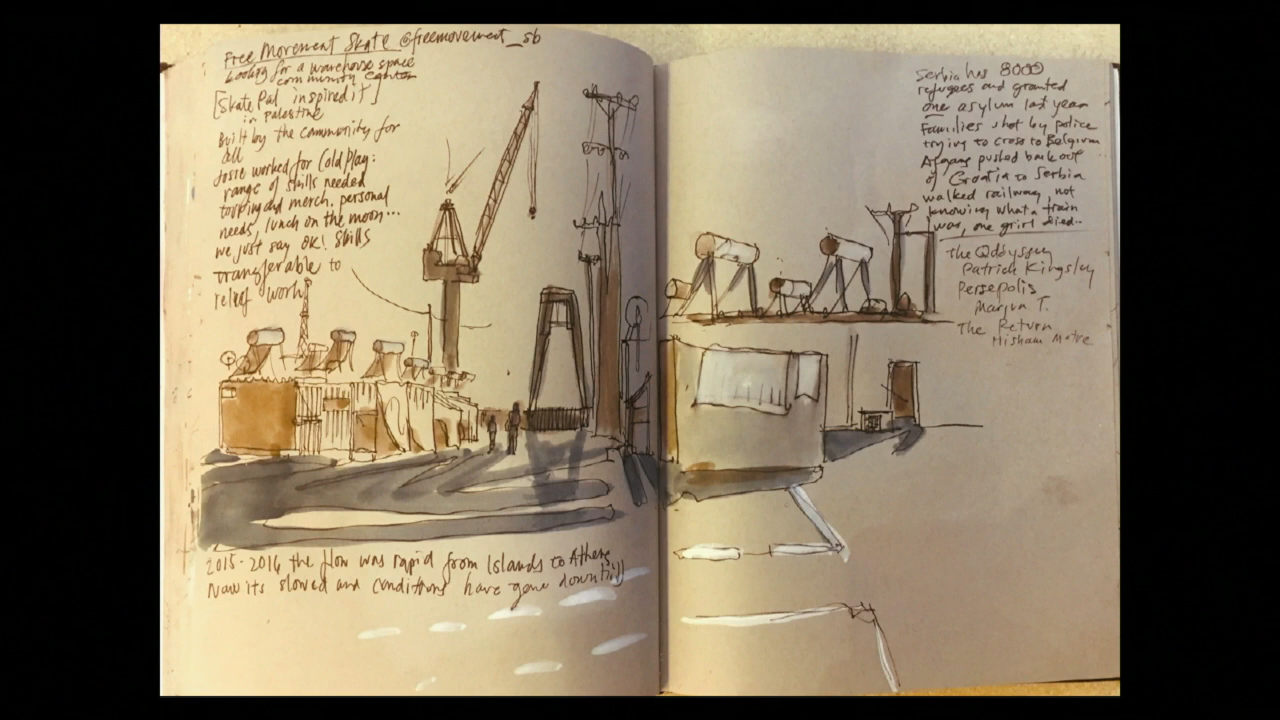 Free Movement Skate @freemovement_sb
Looking for a warehouse space
community center
[Skate Pal inspired it]
in Palestine
Built by the community for
all
Josie worked for Coldplay:
range of skills needed
and merch. personal
needs, lunch on the moon...
we just say OK! skills
transferable to
relief work
2015-2016 the flow was rapid from Islands to Athens
Now its slowed and conditions have gone downhill
Serbia has 8000
refugees and granted
one asylum last year
Families shot by police
trying to cross to Belgium
Afgans pushed back out
of Croatia to Serbia
walked railway not
knowing what a train
was, one girl died..
The Oddyssey
Patrick Kingsley
Persepolis
Marjun T.
The Return
Hisham Matre